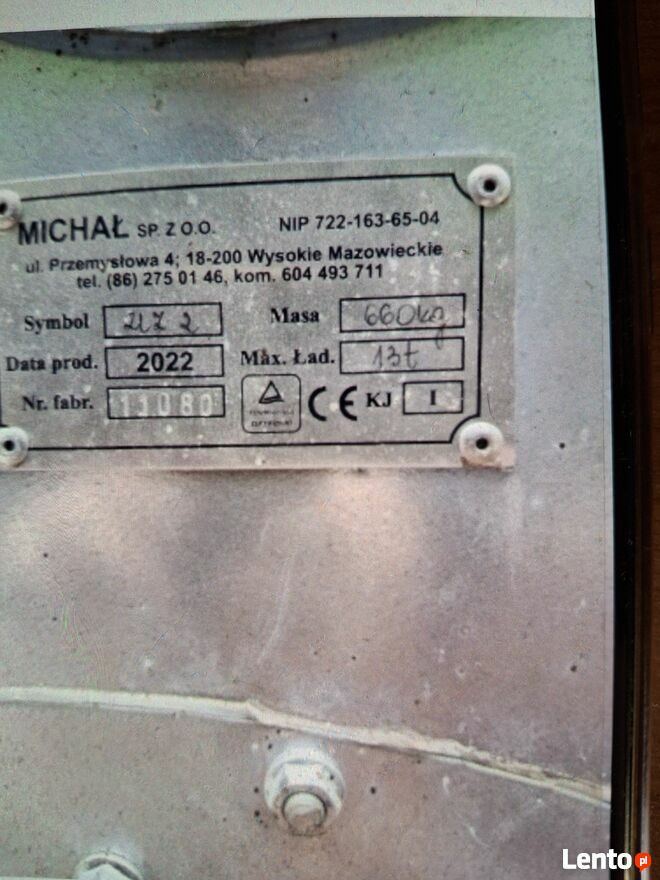 MICHAŁ SP. Z O.O. NIP 722-163-65-04
ul. Przemysłowa 4; 18-200 Wysokie Mazowieckie
tel. (86) 275 01 46, kom. 604 493 711
Symbol UZ 2 Masa 660kg
Data prod. 2022 Max. Ład. 13t
Nr. fabr. 13080 CE KJ I
Lento.pl